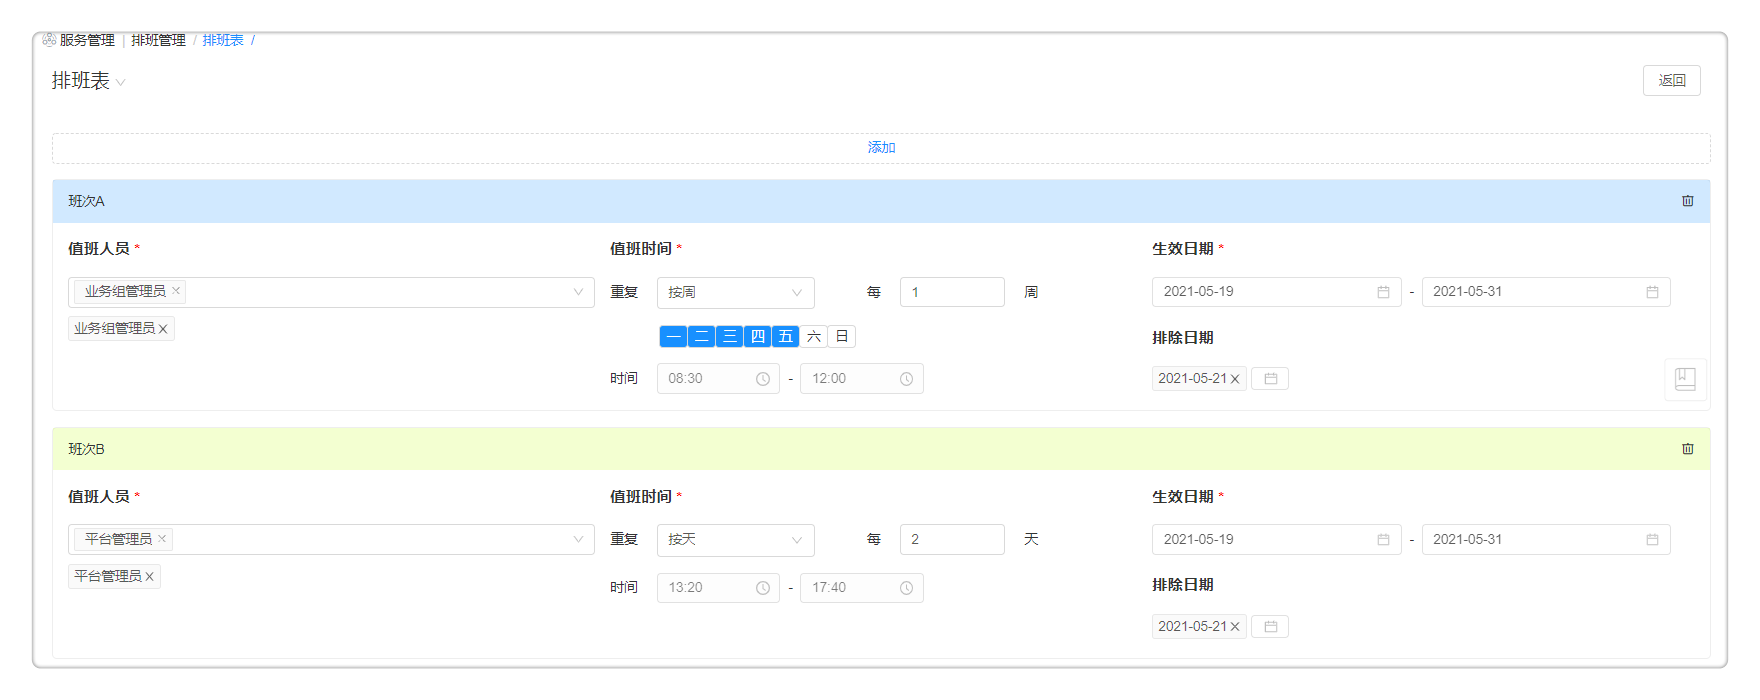 服务管理 | 排班管理 / 排班表 /
排班表
返回
添加
班次A
值班人员 * 值班时间 * 生效日期 *
业务组管理员 × 重复 按周 每 1 周 2021-05-19 - 2021-05-31
业务组管理员 ×
一 二 三 四 五 六 日 排除日期
时间 08:30 - 12:00 2021-05-21 ×
班次B
值班人员 * 值班时间 * 生效日期 *
平台管理员 × 重复 按天 每 2 天 2021-05-19 - 2021-05-31
平台管理员 × 时间 13:20 - 17:40 排除日期
2021-05-21 ×